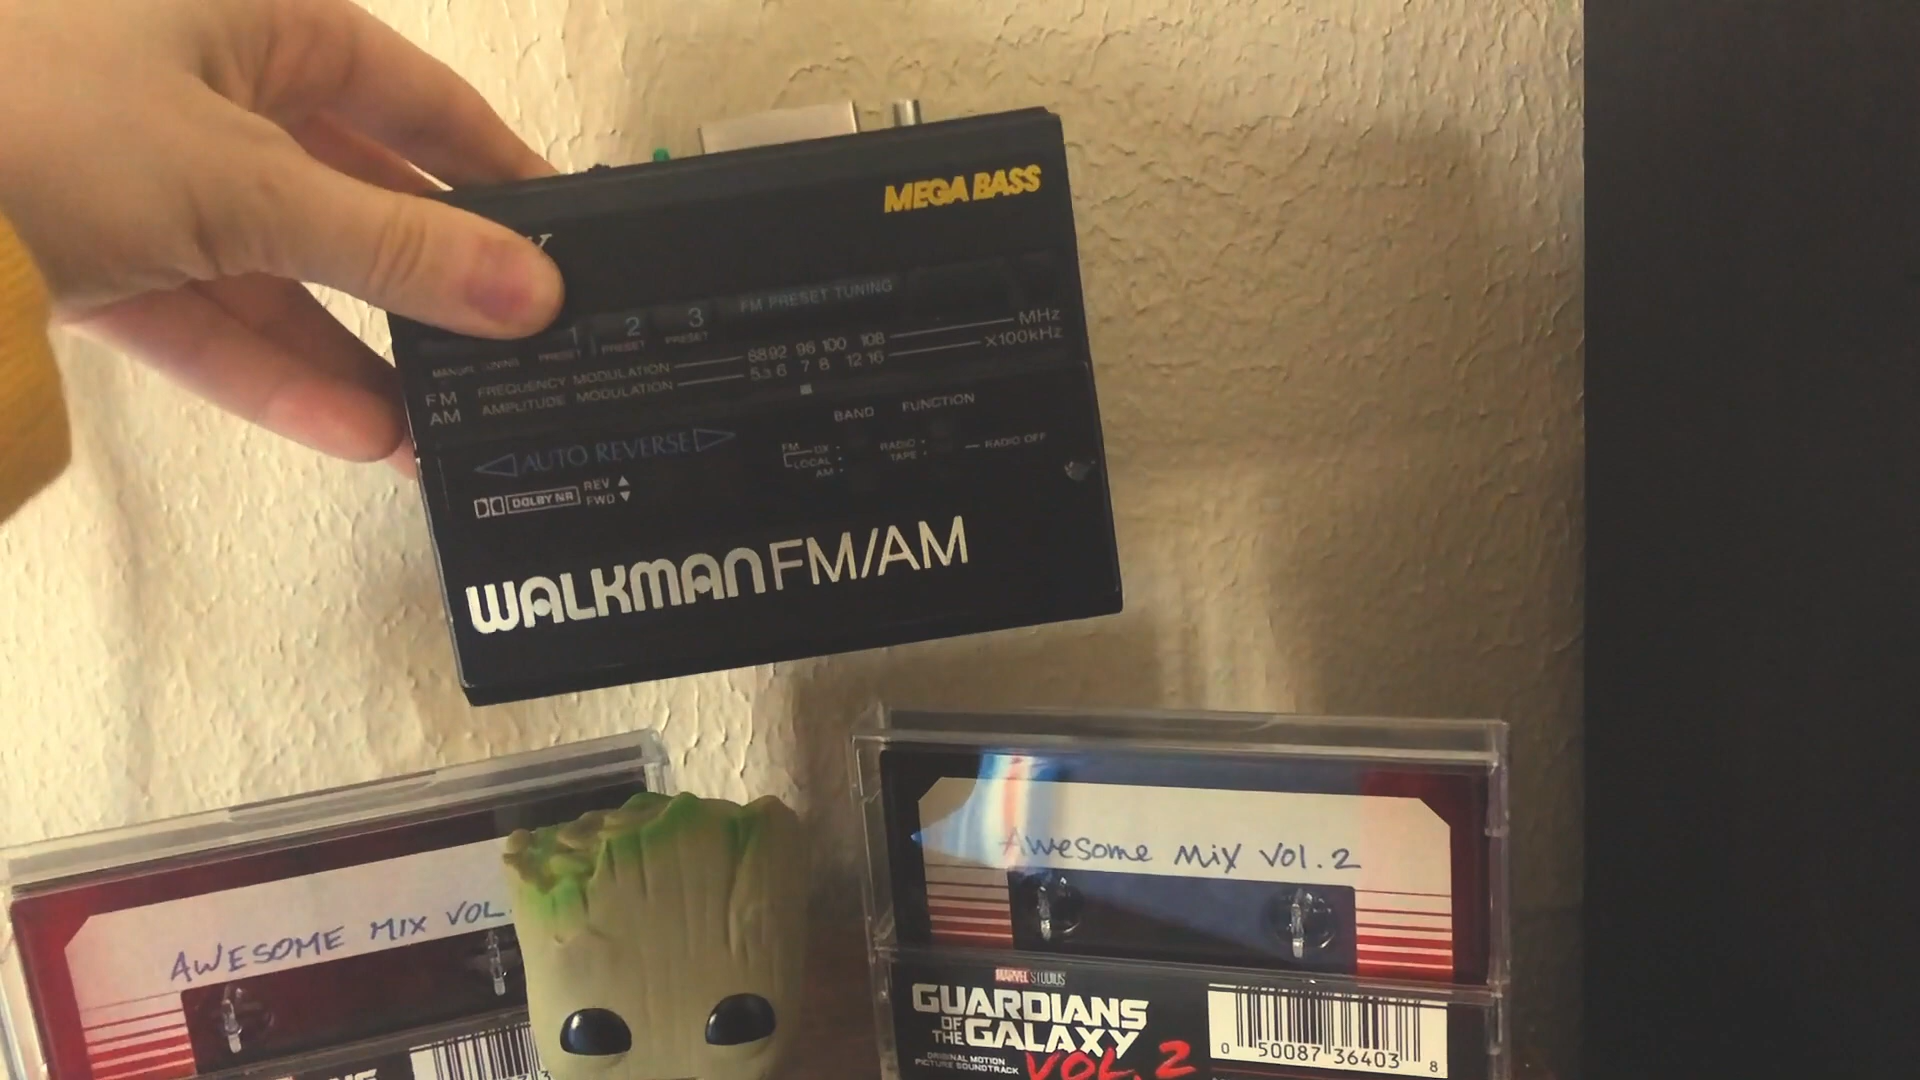 MEGA BASS
FM PRESET TUNING
1 2 3
PRESET PRESET PRESET
MANUAL TUNING
FM FREQUENCY MODULATION 88 92 96 100 108 MHz
AM AMPLITUDE MODULATION 5.3 6 7 8 12 16 X100kHz
BAND FUNCTION
AUTO REVERSE
FM DX RADIO RADIO OFF
LOCAL TAPE
AM
DOLBY NR REV
FWD
WALKMAN FM/AM
AWESOME MIX VOL.
Awesome Mix Vol. 2
MARVEL STUDIOS
GUARDIANS
OF THE GALAXY
VOL. 2
ORIGINAL MOTION
PICTURE SOUNDTRACK
0 50087 36403 8